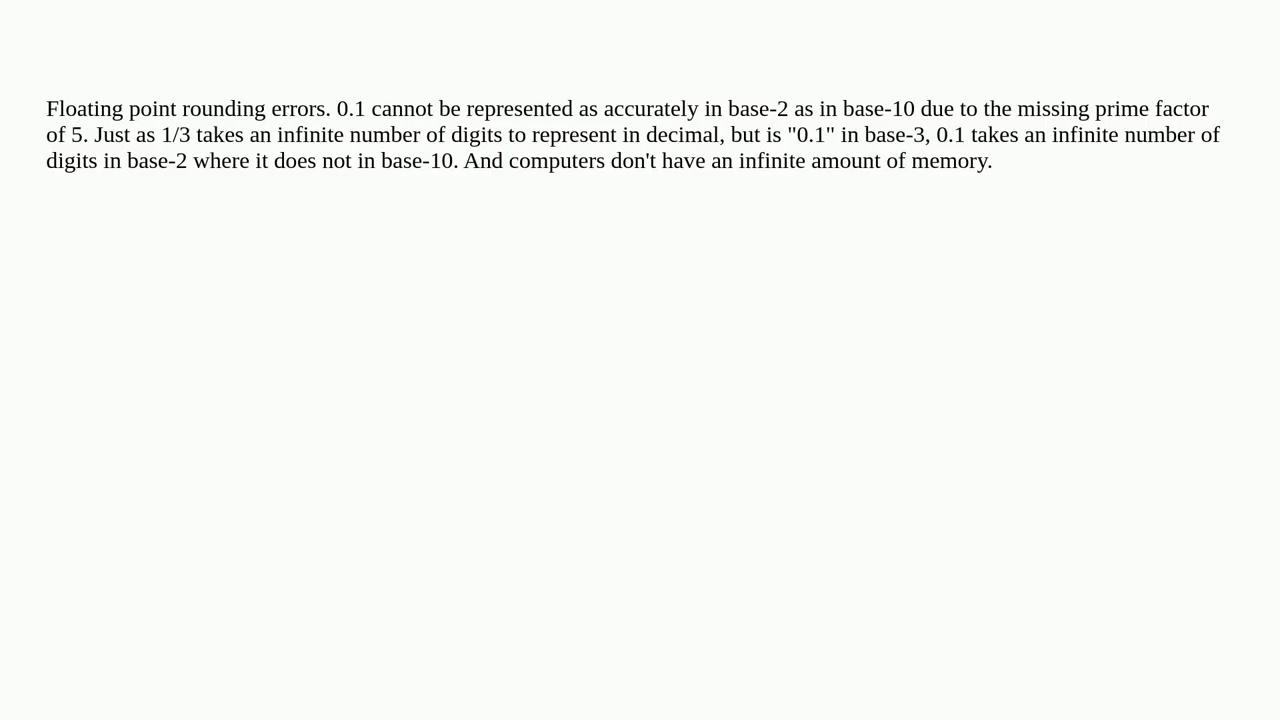 Floating point rounding errors. 0.1 cannot be represented as accurately in base-2 as in base-10 due to the missing prime factor
of 5. Just as 1/3 takes an infinite number of digits to represent in decimal, but is "0.1" in base-3, 0.1 takes an infinite number of
digits in base-2 where it does not in base-10. And computers don't have an infinite amount of memory.